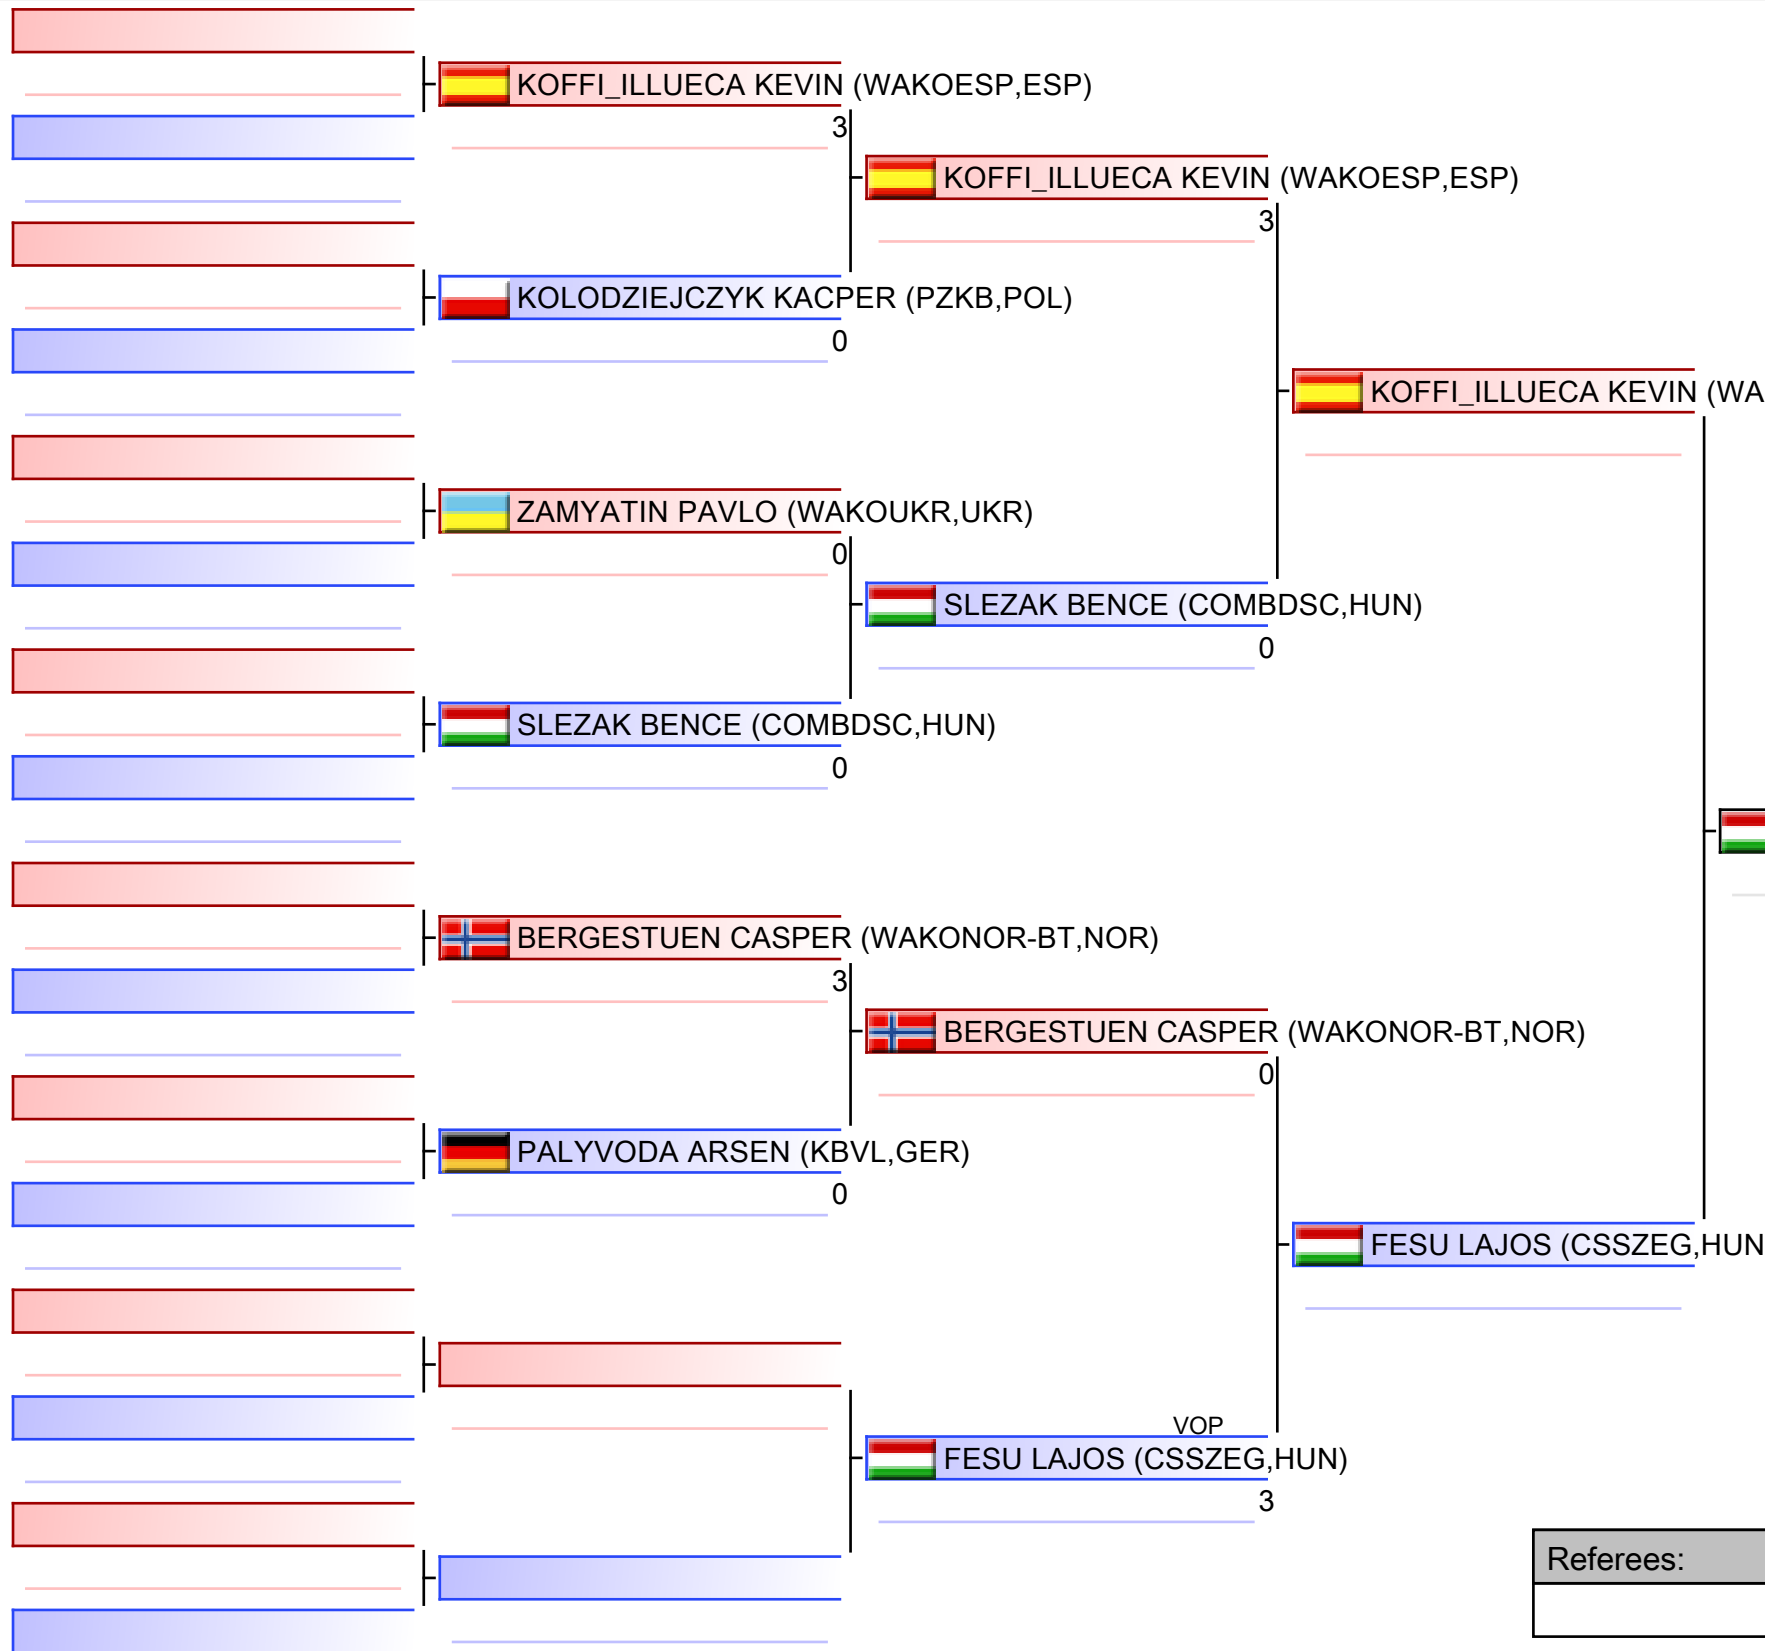 KOFFI_ILLUECA KEVIN (WAKOESP,ESP)
3
KOFFI_ILLUECA KEVIN (WAKOESP,ESP)
3
KOLODZIEJCZYK KACPER (PZKB,POL)
0
KOFFI_ILLUECA KEVIN (WA
ZAMYATIN PAVLO (WAKOUKR,UKR)
0
SLEZAK BENCE (COMBDSC,HUN)
0
SLEZAK BENCE (COMBDSC,HUN)
0
BERGESTUEN CASPER (WAKONOR-BT,NOR)
3
BERGESTUEN CASPER (WAKONOR-BT,NOR)
0
PALYVODA ARSEN (KBVL,GER)
0
FESU LAJOS (CSSZEG,HUN
VOP
FESU LAJOS (CSSZEG,HUN)
3
Referees: